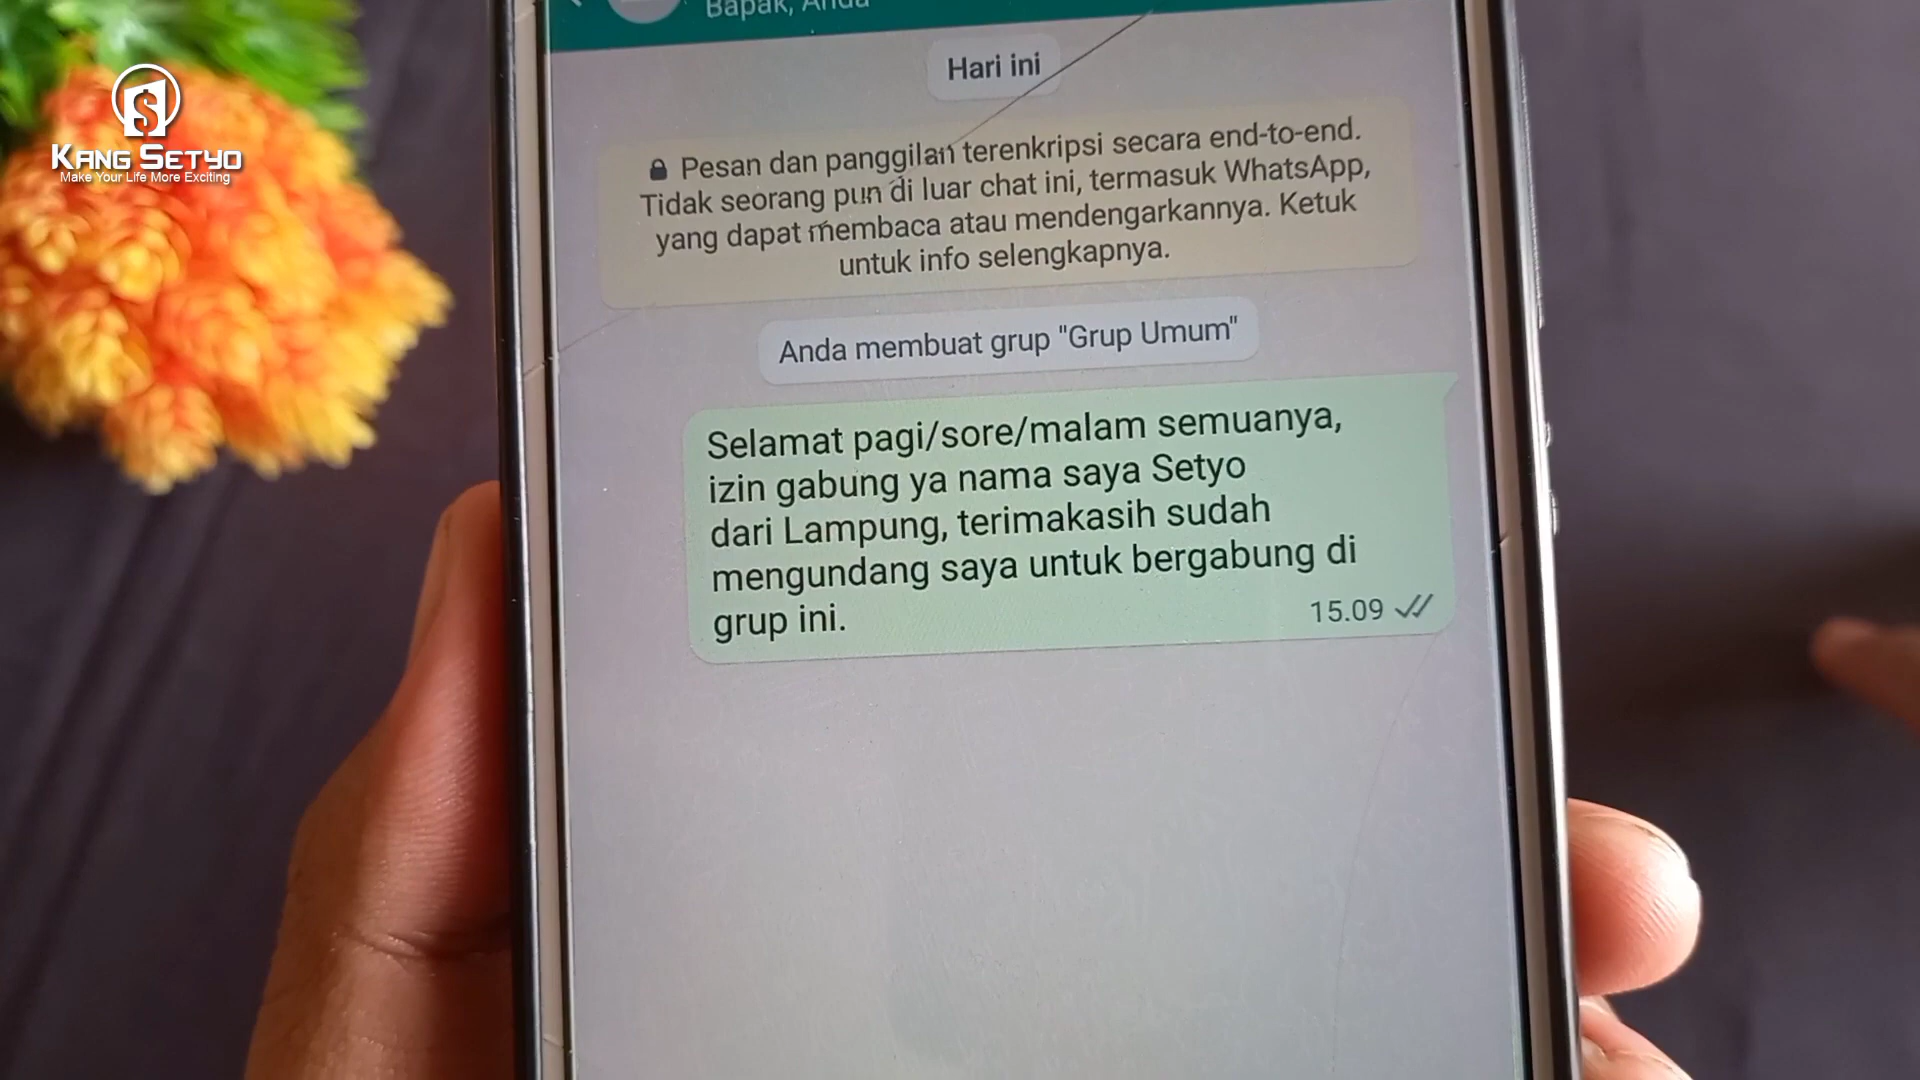 Bapak, Anda
Hari ini
Pesan dan panggilan terenkripsi secara end-to-end.
Tidak seorang pun di luar chat ini, termasuk WhatsApp,
yang dapat membaca atau mendengarkannya. Ketuk
untuk info selengkapnya.
Anda membuat grup "Grup Umum"
Selamat pagi/sore/malam semuanya,
izin gabung ya nama saya Setyo
dari Lampung, terimakasih sudah
mengundang saya untuk bergabung di
grup ini.
15.09
KANG SETYO
Make Your Life More Exciting